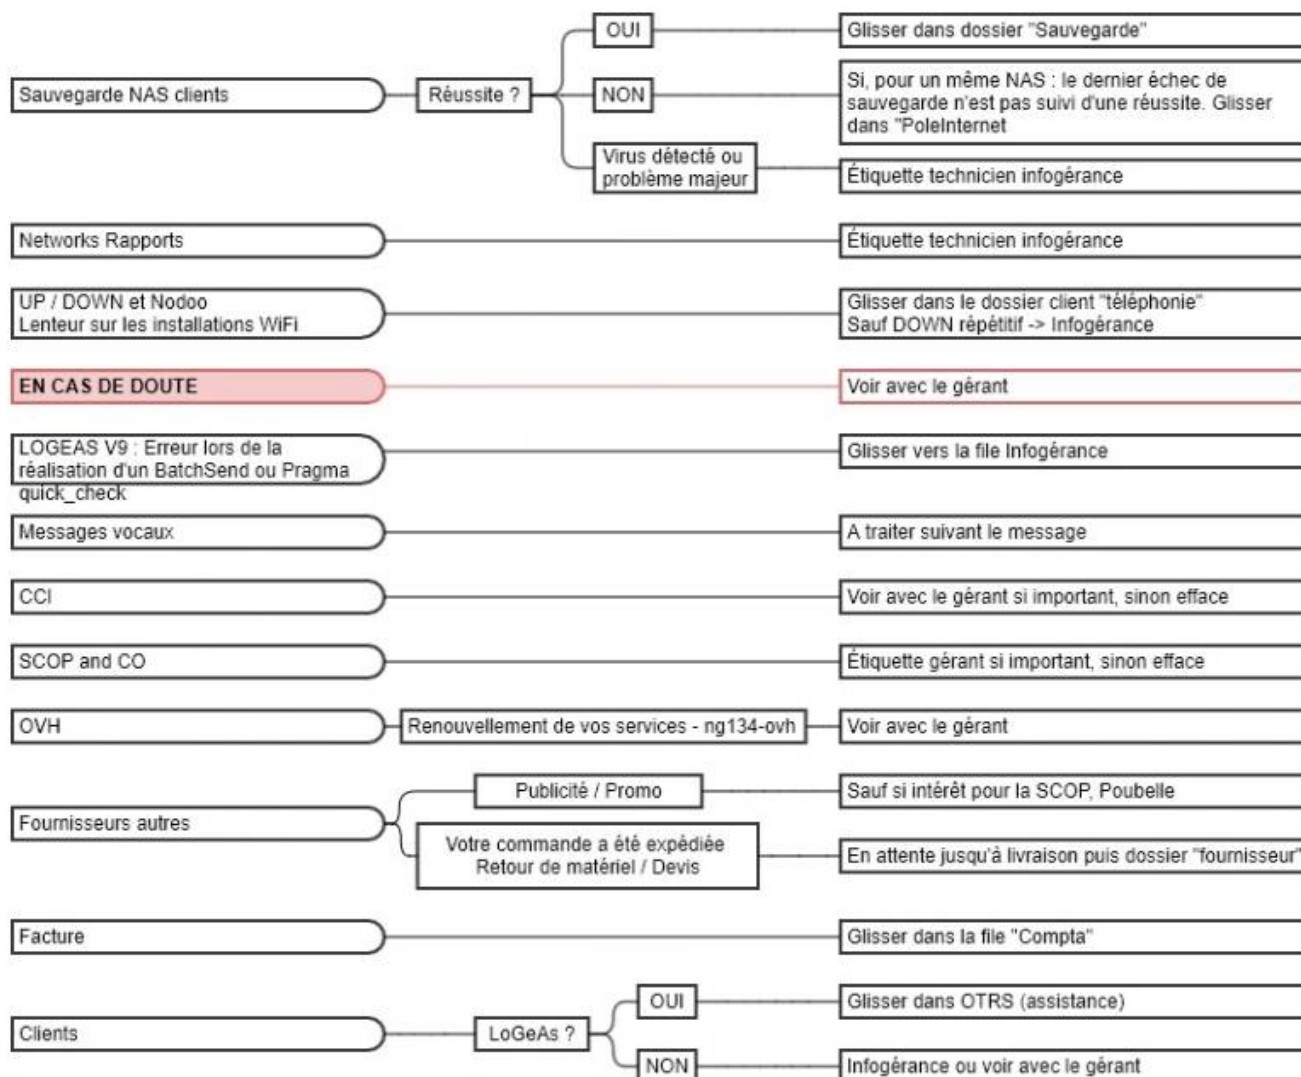 OUI
Glisser dans dossier "Sauvegarde"
Sauvegarde NAS clients
Réussite ?
NON
Si, pour un même NAS : le dernier échec de
sauvegarde n'est pas suivi d'une réussite. Glisser
dans "PoleInternet
Virus détecté ou
problème majeur
Étiquette technicien infogérance
Networks Rapports
Étiquette technicien infogérance
UP / DOWN et Nodoo
Lenteur sur les installations WiFi
Glisser dans le dossier client "téléphonie"
Sauf DOWN répétitif -> Infogérance
EN CAS DE DOUTE
Voir avec le gérant
LOGEAS V9 : Erreur lors de la
réalisation d'un BatchSend ou Pragma
quick_check
Glisser vers la file Infogérance
Messages vocaux
A traiter suivant le message
CCI
Voir avec le gérant si important, sinon efface
SCOP and CO
Étiquette gérant si important, sinon efface
OVH
Renouvellement de vos services - ng134-ovh
Voir avec le gérant
Fournisseurs autres
Publicité / Promo
Sauf si intérêt pour la SCOP, Poubelle
Votre commande a été expédiée
Retour de matériel / Devis
En attente jusqu'à livraison puis dossier "fournisseur"
Facture
Glisser dans la file "Compta"
Clients
LoGeAs ?
OUI
Glisser dans OTRS (assistance)
NON
Infogérance ou voir avec le gérant